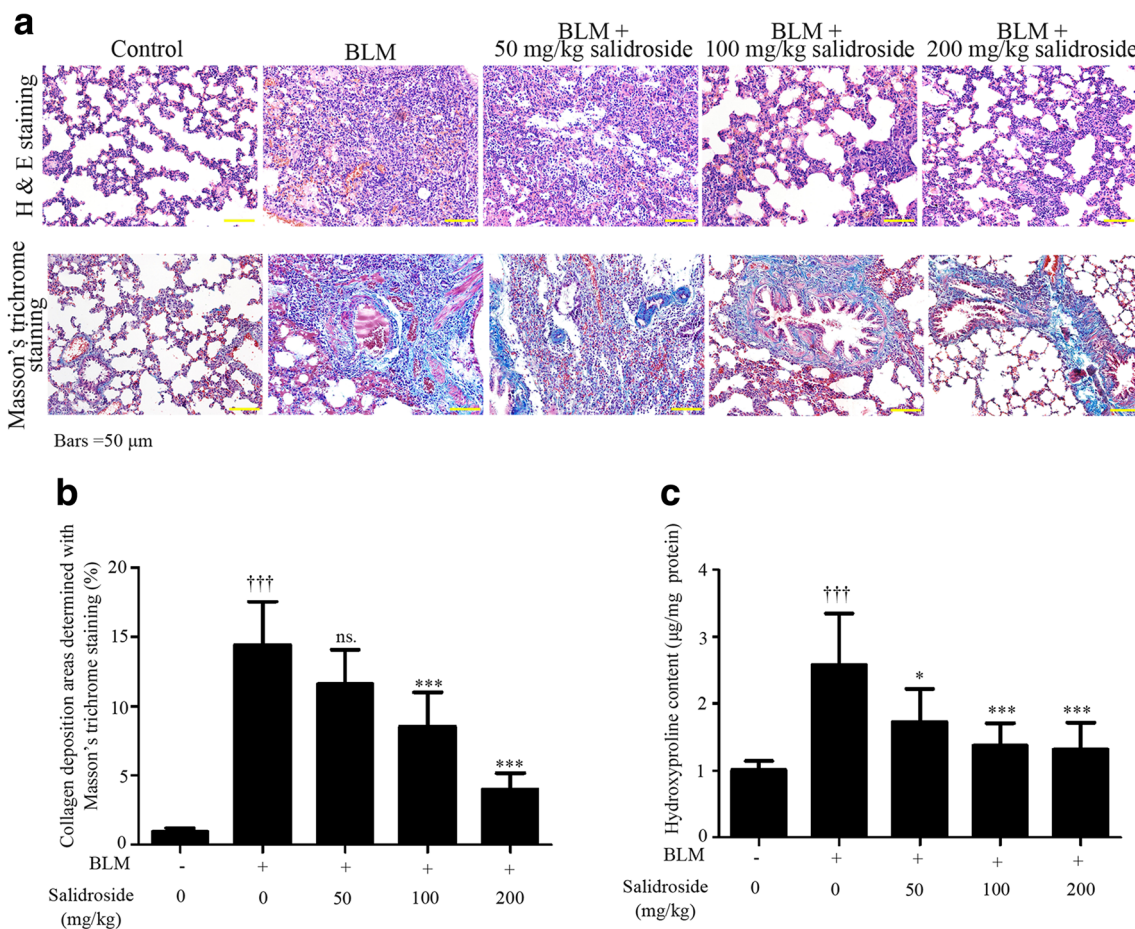 a
Control
BLM
BLM +
50 mg/kg salidroside
BLM +
100 mg/kg salidroside
BLM +
200 mg/kg salidroside
H & E staining
Masson's trichrome
staining
Bars =50 μm
b
Collagen deposition areas determined with
Masson's trichrome staining (%)
20
15
10
5
0
†††
ns.
***
***
BLM - + + + +
Salidroside 0 0 50 100 200
(mg/kg)
c
Hydroxyproline content (μg/mg protein)
4
3
2
1
0
†††
*
***
***
BLM - + + + +
Salidroside 0 0 50 100 200
(mg/kg)